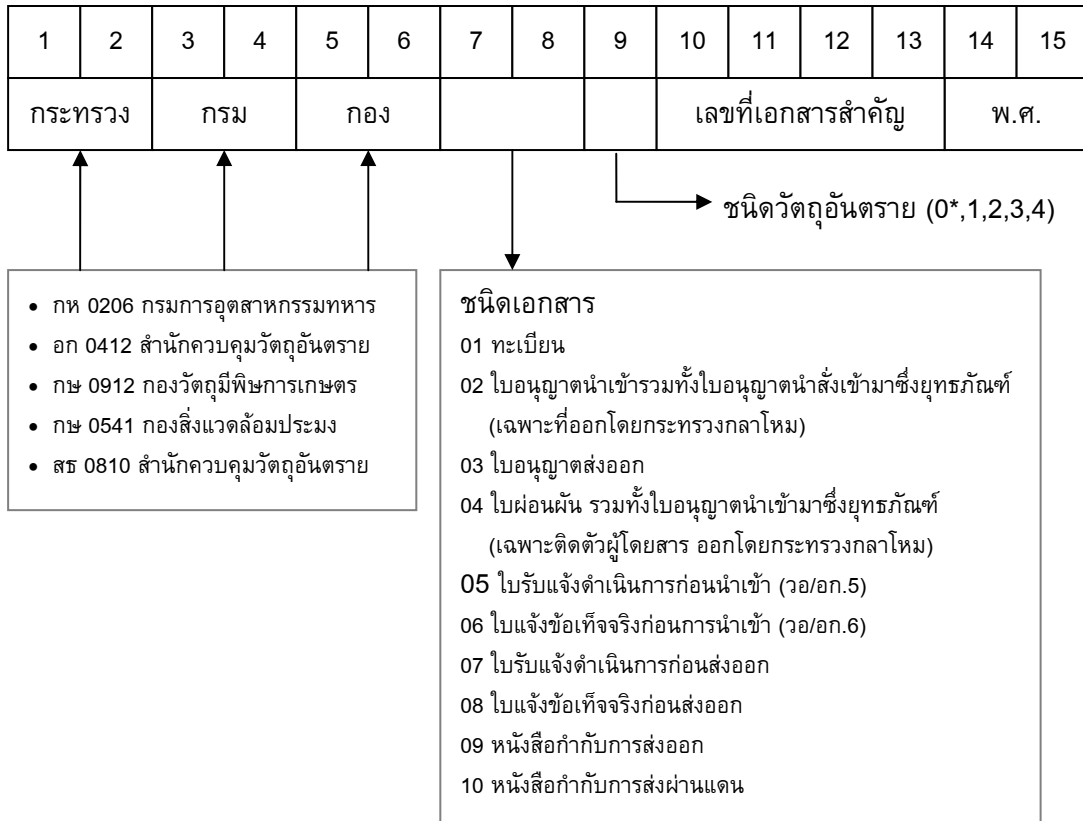 1 2 3 4 5 6 7 8 9 10 11 12 13 14 15
กระทรวง กรม กอง เลขที่เอกสารสำคัญ พ.ศ.
ชนิดวัตถุอันตราย (0*,1,2,3,4)
• กห 0206 กรมการอุตสาหกรรมทหาร
• อก 0412 สำนักควบคุมวัตถุอันตราย
• กษ 0912 กองวัตถุมีพิษการเกษตร
• กษ 0541 กองสิ่งแวดล้อมประมง
• สธ 0810 สำนักควบคุมวัตถุอันตราย
ชนิดเอกสาร
01 ทะเบียน
02 ใบอนุญาตนำเข้ารวมทั้งใบอนุญาตนำสั่งเข้ามาซึ่งยุทธภัณฑ์
(เฉพาะที่ออกโดยกระทรวงกลาโหม)
03 ใบอนุญาตส่งออก
04 ใบผ่อนผัน รวมทั้งใบอนุญาตนำเข้ามาซึ่งยุทธภัณฑ์
(เฉพาะติดตัวผู้โดยสาร ออกโดยกระทรวงกลาโหม)
05 ใบรับแจ้งดำเนินการก่อนนำเข้า (วอ/อก.5)
06 ใบแจ้งข้อเท็จจริงก่อนการนำเข้า (วอ/อก.6)
07 ใบรับแจ้งดำเนินการก่อนส่งออก
08 ใบแจ้งข้อเท็จจริงก่อนส่งออก
09 หนังสือกำกับการส่งออก
10 หนังสือกำกับการส่งผ่านแดน